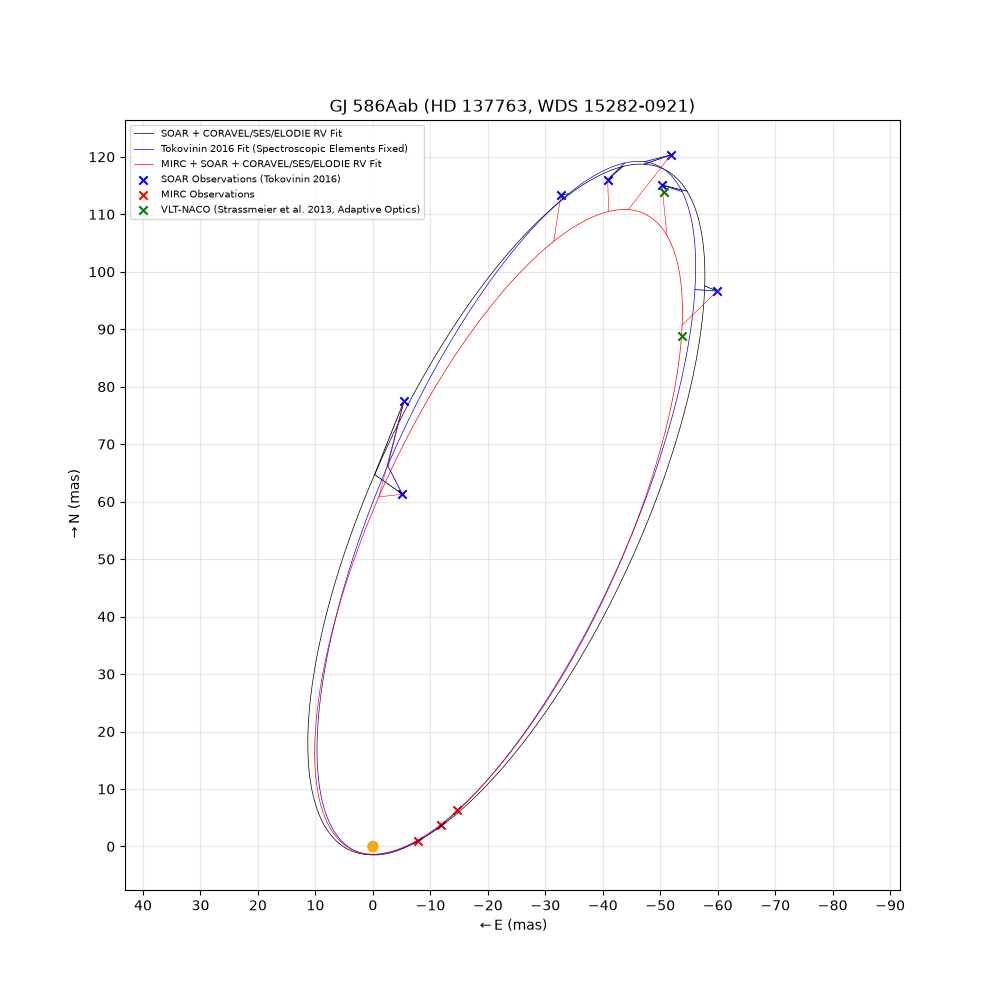 GJ 586Aab (HD 137763, WDS 15282-0921)
SOAR + CORAVEL/SES/ELODIE RV Fit
Tokovinin 2016 Fit (Spectroscopic Elements Fixed)
MIRC + SOAR + CORAVEL/SES/ELODIE RV Fit
SOAR Observations (Tokovinin 2016)
MIRC Observations
VLT-NACO (Strassmeier et al. 2013, Adaptive Optics)
120
110
100
90
80
70
60
50
40
30
20
10
0
→N (mas)
40 30 20 10 0 −10 −20 −30 −40 −50 −60 −70 −80 −90
←E (mas)